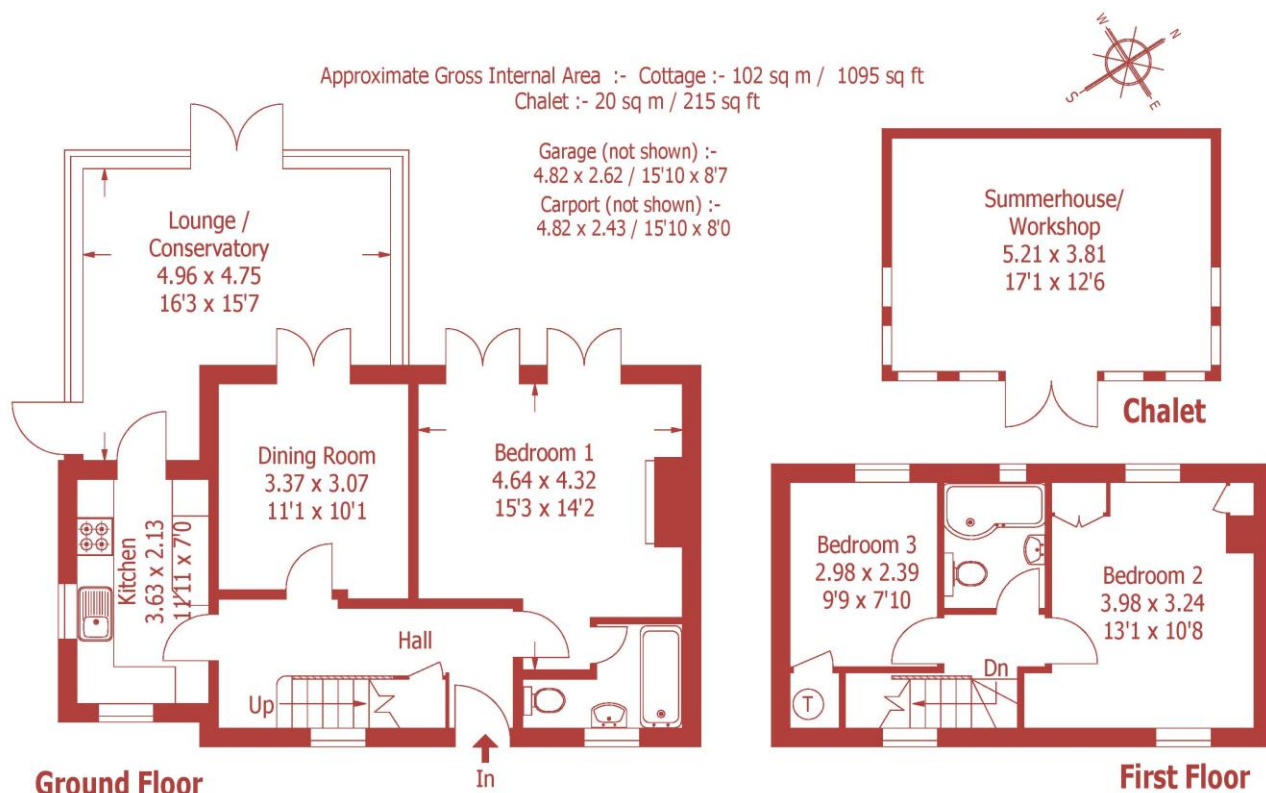 Approximate Gross Internal Area :- Cottage :- 102 sq m / 1095 sq ft
Chalet :- 20 sq m / 215 sq ft
Garage (not shown) :-
4.82 x 2.62 / 15'10 x 8'7
Carport (not shown) :-
4.82 x 2.43 / 15'10 x 8'0
W
N
S
E
Lounge /
Conservatory
4.96 x 4.75
16'3 x 15'7
Summerhouse/
Workshop
5.21 x 3.81
17'1 x 12'6
Chalet
Dining Room
3.37 x 3.07
11'1 x 10'1
Bedroom 1
4.64 x 4.32
15'3 x 14'2
Kitchen
3.63 x 2.13
11'11 x 7'0
Hall
Up
In
Ground Floor
Bedroom 3
2.98 x 2.39
9'9 x 7'10
Bedroom 2
3.98 x 3.24
13'1 x 10'8
Dn
T
First Floor